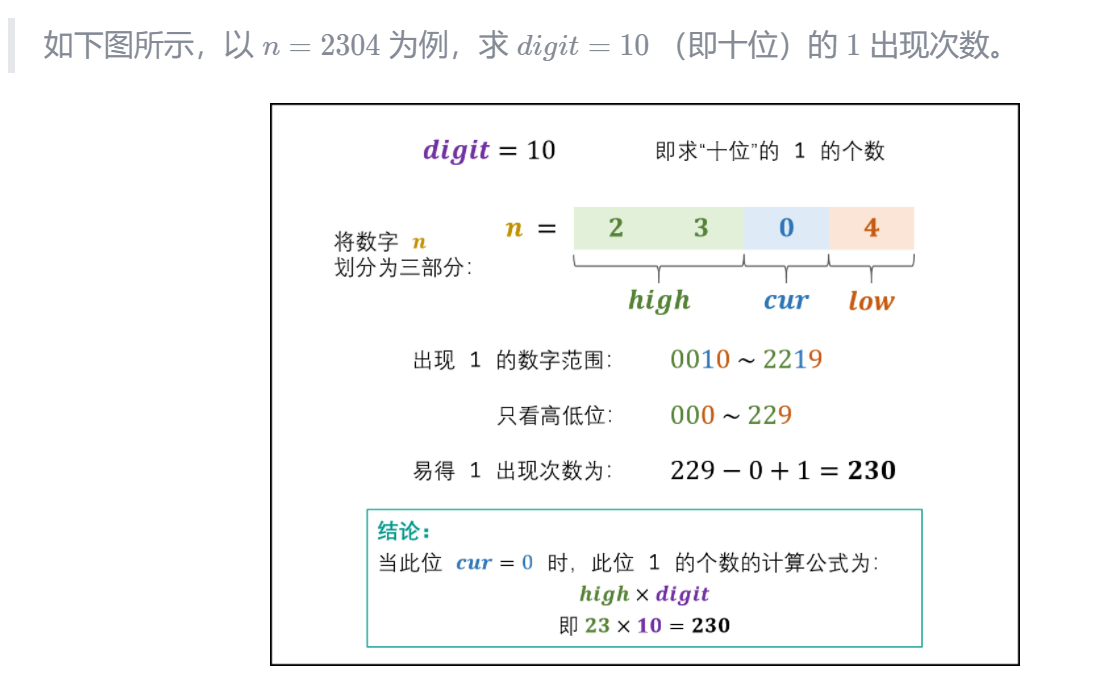 如下图所示，以 n = 2304 为例，求 digit = 10 （即十位）的 1 出现次数。
digit = 10 即求“十位”的 1 的个数
将数字 n
划分为三部分：
n = 2 3 0 4
high cur low
出现 1 的数字范围： 0010 ~ 2219
只看高低位： 000 ~ 229
易得 1 出现次数为： 229 − 0 + 1 = 230
结论：
当此位 cur = 0 时，此位 1 的个数的计算公式为：
high × digit
即 23 × 10 = 230